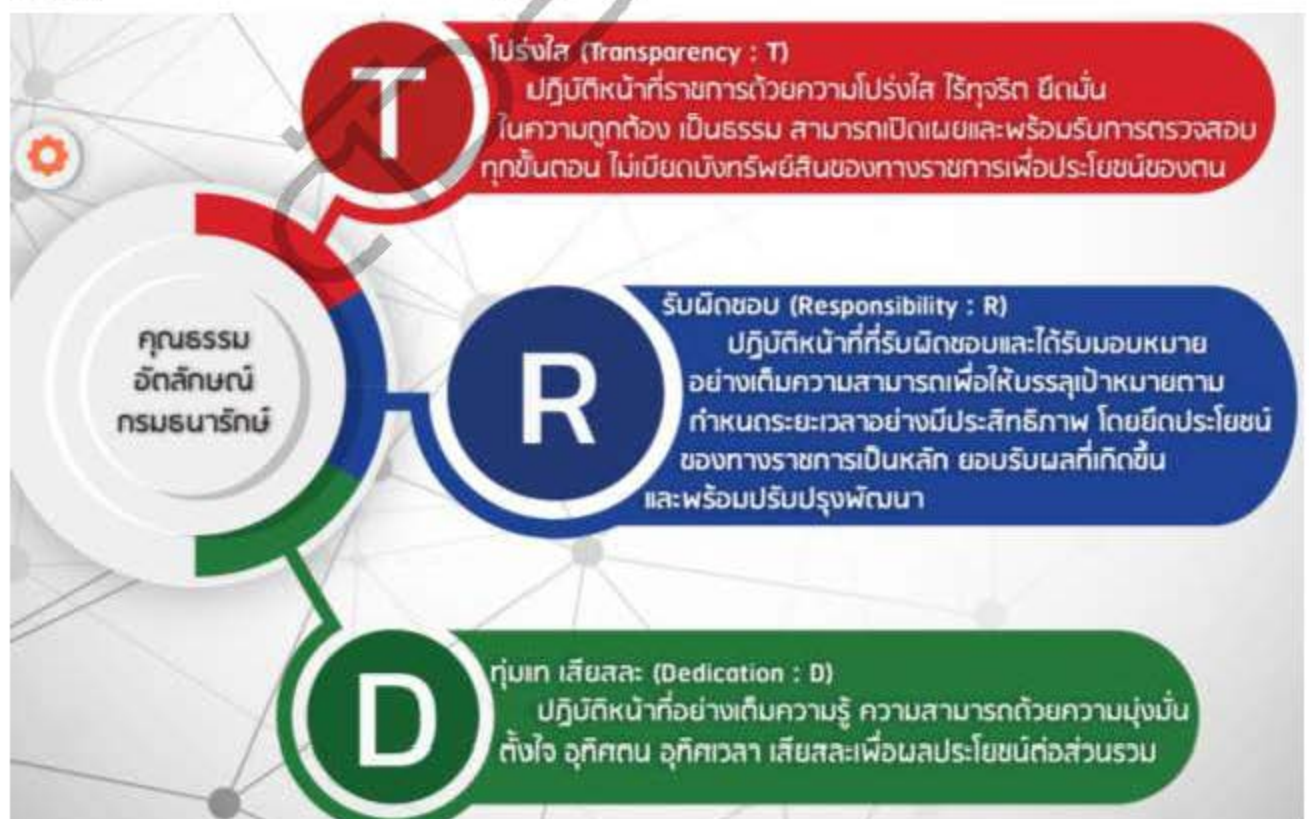 T
โปร่งใส (Transparency : T)
ปฏิบัติหน้าที่ราชการด้วยความโปร่งใส ไร้ทุจริต ยึดมั่น
ในความถูกต้อง เป็นธรรม สามารถเปิดเผยและพร้อมรับการตรวจสอบ
ทุกขั้นตอน ไม่เบียดบังทรัพย์สินของทางราชการเพื่อประโยชน์ของตน
คุณธรรม
อัตลักษณ์
กรมธนารักษ์
R
รับผิดชอบ (Responsibility : R)
ปฏิบัติหน้าที่ที่รับผิดชอบและได้รับมอบหมาย
อย่างเต็มความสามารถเพื่อให้บรรลุเป้าหมายตาม
กำหนดระยะเวลาอย่างมีประสิทธิภาพ โดยยึดประโยชน์
ของทางราชการเป็นหลัก ยอมรับผลที่เกิดขึ้น
และพร้อมปรับปรุงพัฒนา
D
ทุ่มเท เสียสละ (Dedication : D)
ปฏิบัติหน้าที่อย่างเต็มความรู้ ความสามารถด้วยความมุ่งมั่น
ตั้งใจ อุทิศตน อุทิศเวลา เสียสละเพื่อผลประโยชน์ต่อส่วนรวม